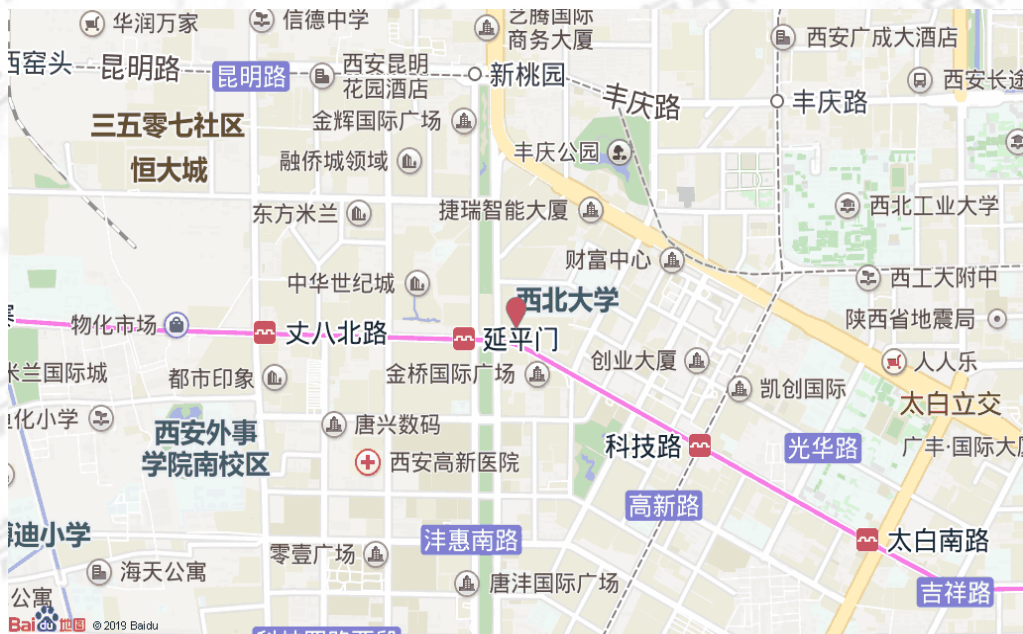 华润万家
信德中学
艺腾国际
商务大厦
西安广成大酒店
西窑头
昆明路
昆明路
西安昆明
花园酒店
新桃园
丰庆路
丰庆路
西安长途
三五零七社区
恒大城
金辉国际广场
融侨城领域
丰庆公园
东方米兰
捷瑞智能大厦
西北工业大学
财富中心
西工大附中
中华世纪城
西北大学
物化市场
丈八北路
延平门
陕西省地震局
米兰国际城
都市印象
金桥国际广场
创业大厦
凯创国际
人人乐
太白立交
化小学
唐兴数码
西安外事
学院南校区
西安高新医院
科技路
光华路
广丰·国际大厦
高新路
迪小学
沣惠南路
太白南路
零壹广场
海天公寓
唐沣国际广场
吉祥路
公寓
Bai 地图 © 2019 Baidu